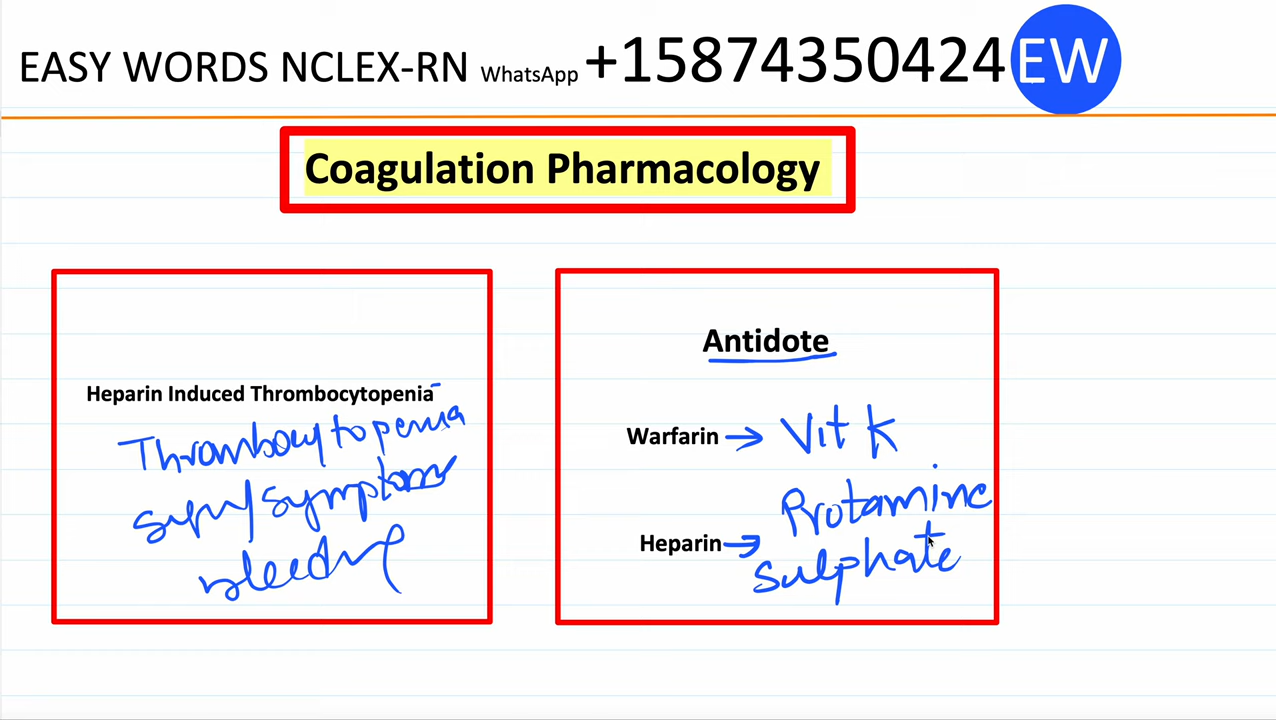 EASY WORDS NCLEX-RN WhatsApp +15874350424 EW
Coagulation Pharmacology
Heparin Induced Thrombocytopenia
Thrombocytopenia
sign/symptoms
bleeding
Antidote
Warfarin → Vit K
Heparin → Protamine
Sulphate